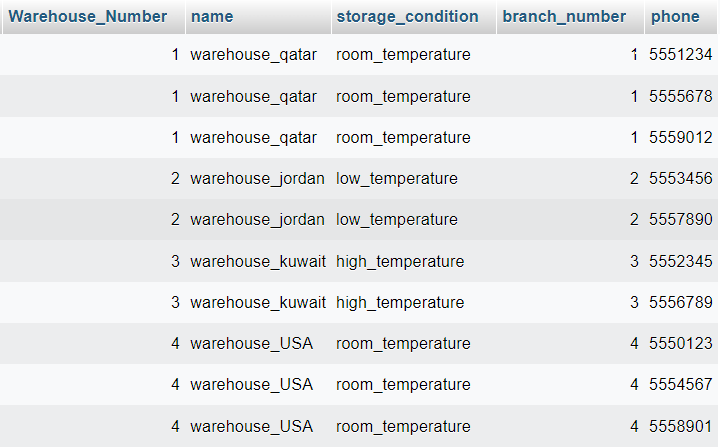 Warehouse_Number name storage_condition branch_number phone
1 warehouse_qatar room_temperature 1 5551234
1 warehouse_qatar room_temperature 1 5555678
1 warehouse_qatar room_temperature 1 5559012
2 warehouse_jordan low_temperature 2 5553456
2 warehouse_jordan low_temperature 2 5557890
3 warehouse_kuwait high_temperature 3 5552345
3 warehouse_kuwait high_temperature 3 5556789
4 warehouse_USA room_temperature 4 5550123
4 warehouse_USA room_temperature 4 5554567
4 warehouse_USA room_temperature 4 5558901